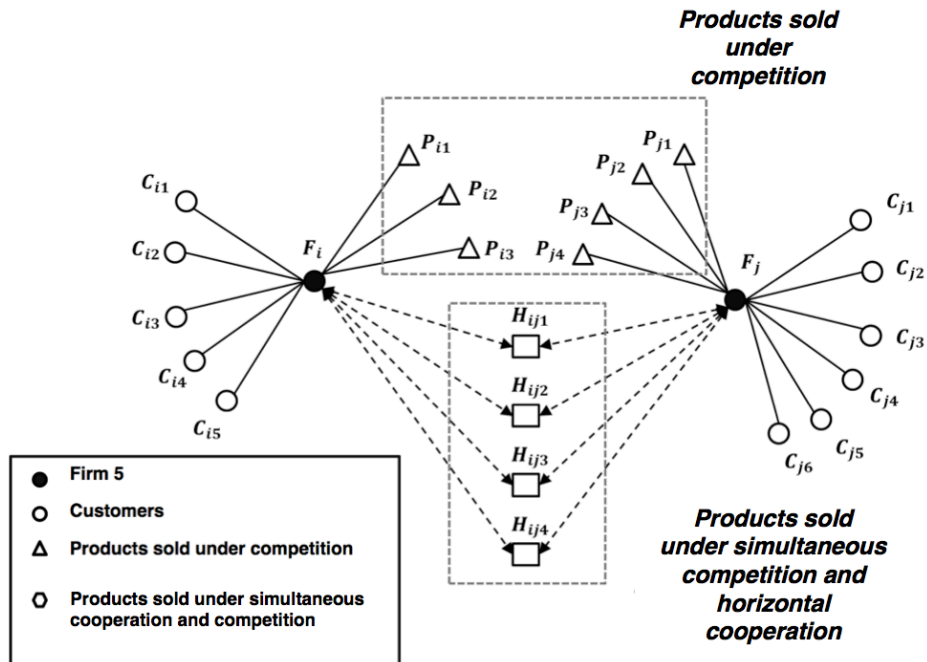 Products sold
under
competition
P_{i1}
P_{j1}
P_{j2}
C_{i1}
P_{i2}
C_{j1}
P_{j3}
C_{i2}
F_i
P_{i3}
P_{j4}
F_j
C_{j2}
C_{i3}
H_{ij1}
C_{j3}
C_{i4}
H_{ij2}
C_{j4}
C_{i5}
H_{ij3}
C_{j5}
C_{j6}
H_{ij4}
Firm 5
Customers
Products sold under competition
Products sold under simultaneous
cooperation and competition
Products sold
under simultaneous
competition and
horizontal
cooperation